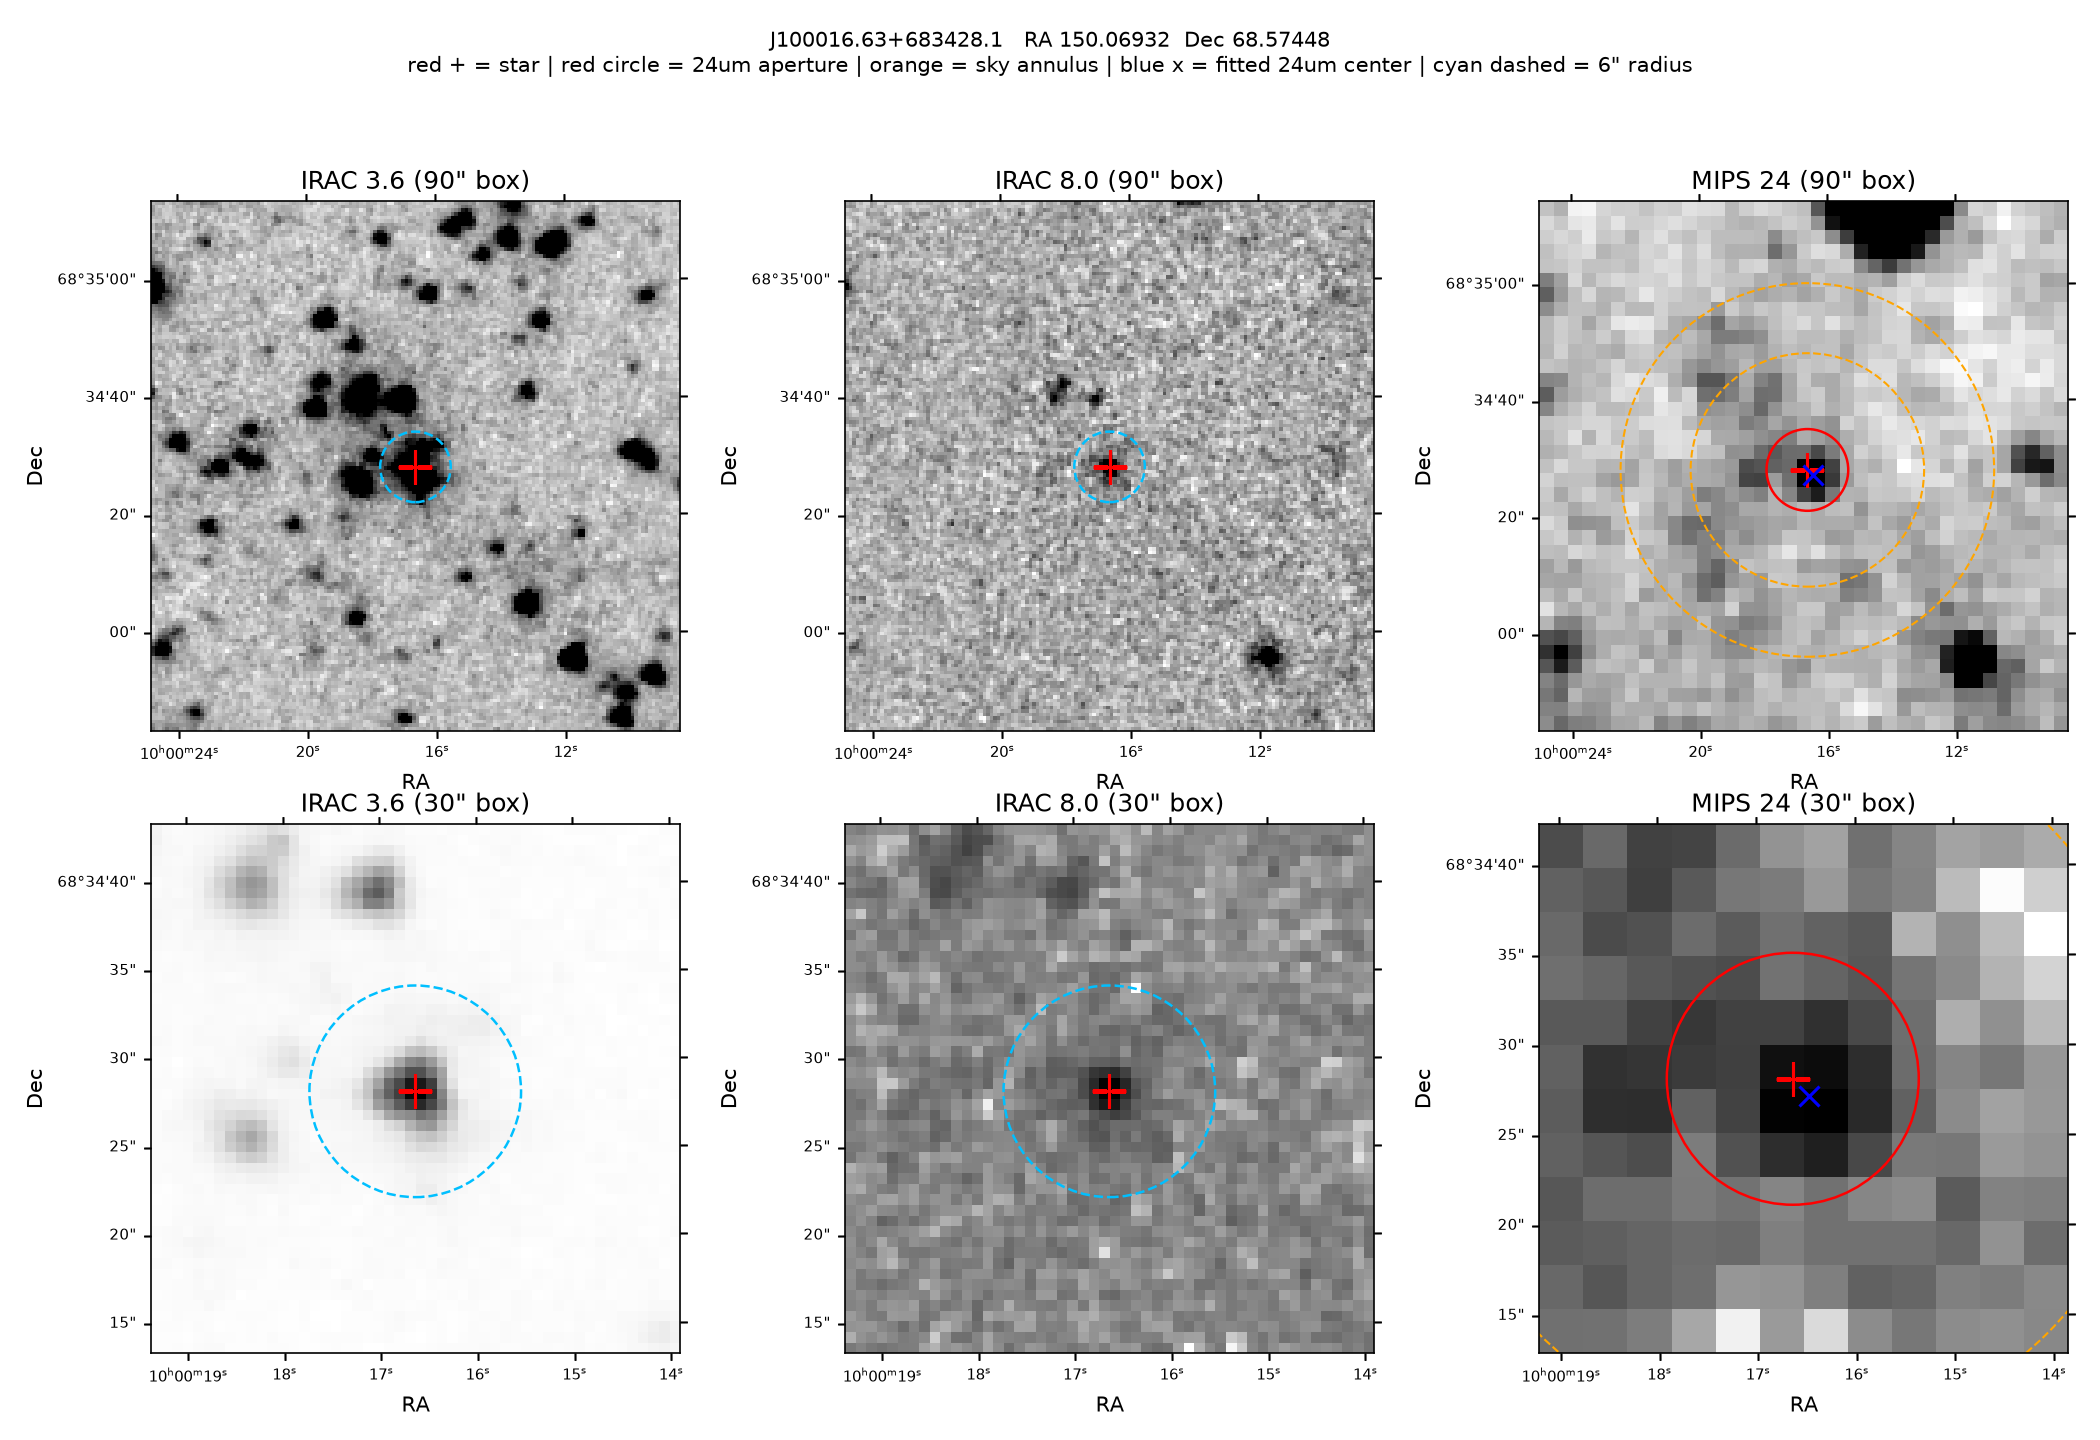 J100016.63+683428.1   RA 150.06932  Dec 68.57448
red + = star | red circle = 24um aperture | orange = sky annulus | blue x = fitted 24um center | cyan dashed = 6" radius
IRAC 3.6 (90" box)
IRAC 8.0 (90" box)
MIPS 24 (90" box)
Dec
68°35'00"
34'40"
20"
00"
10ʰ00ᵐ24ˢ
20ˢ
16ˢ
12ˢ
RA
Dec
68°35'00"
34'40"
20"
00"
10ʰ00ᵐ24ˢ
20ˢ
16ˢ
12ˢ
RA
Dec
68°35'00"
34'40"
20"
00"
10ʰ00ᵐ24ˢ
20ˢ
16ˢ
12ˢ
RA
IRAC 3.6 (30" box)
IRAC 8.0 (30" box)
MIPS 24 (30" box)
Dec
68°34'40"
35"
30"
25"
20"
15"
10ʰ00ᵐ19ˢ
18ˢ
17ˢ
16ˢ
15ˢ
14ˢ
RA
Dec
68°34'40"
35"
30"
25"
20"
15"
10ʰ00ᵐ19ˢ
18ˢ
17ˢ
16ˢ
15ˢ
14ˢ
RA
Dec
68°34'40"
35"
30"
25"
20"
15"
10ʰ00ᵐ19ˢ
18ˢ
17ˢ
16ˢ
15ˢ
14ˢ
RA